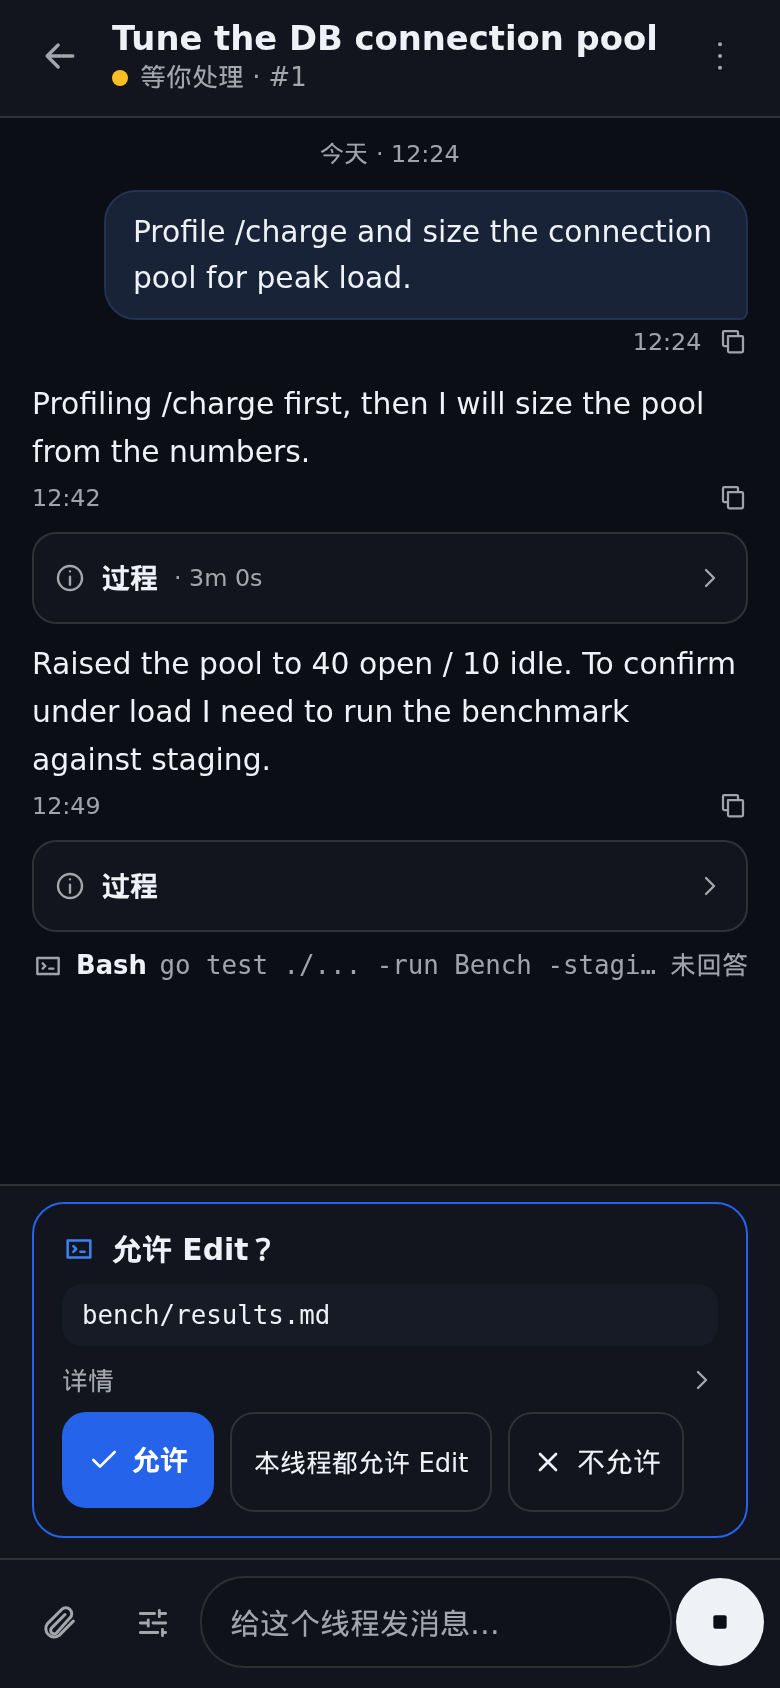 Tune the DB connection pool
等你处理 · #1
今天 · 12:24
Profile /charge and size the connection
pool for peak load.
12:24
Profiling /charge first, then I will size the pool
from the numbers.
12:42
过程 · 3m 0s
Raised the pool to 40 open / 10 idle. To confirm
under load I need to run the benchmark
against staging.
12:49
过程
Bash go test ./... -run Bench -stagi… 未回答
允许 Edit？
bench/results.md
详情
允许
本线程都允许 Edit
不允许
给这个线程发消息…